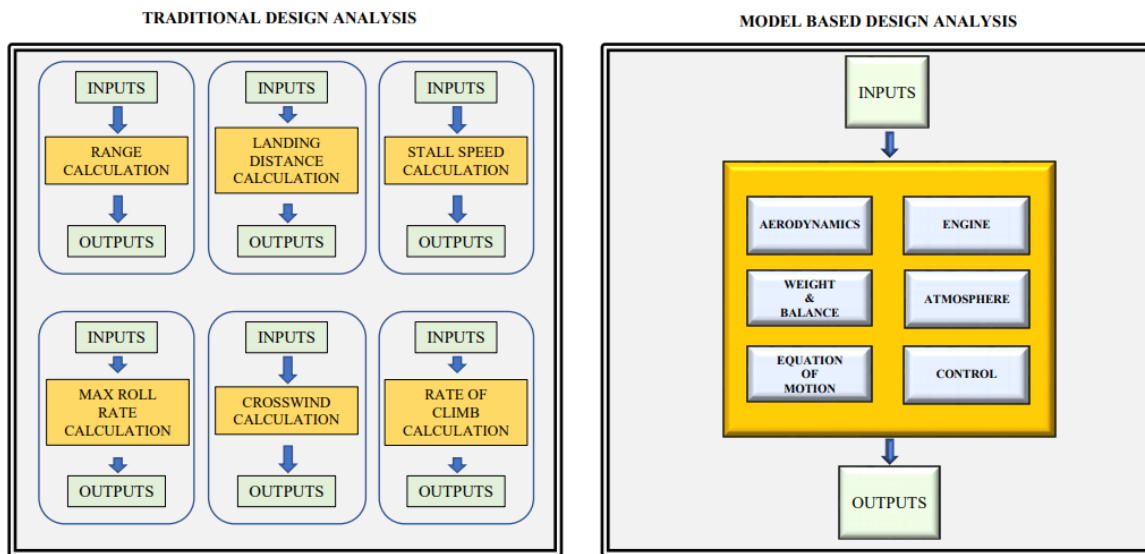 TRADITIONAL DESIGN ANALYSIS
INPUTS
RANGE
CALCULATION
OUTPUTS
INPUTS
LANDING
DISTANCE
CALCULATION
OUTPUTS
INPUTS
STALL SPEED
CALCULATION
OUTPUTS
INPUTS
MAX ROLL
RATE
CALCULATION
OUTPUTS
INPUTS
CROSSWIND
CALCULATION
OUTPUTS
INPUTS
RATE OF
CLIMB
CALCULATION
OUTPUTS
MODEL BASED DESIGN ANALYSIS
INPUTS
AERODYNAMICS
ENGINE
WEIGHT
&
BALANCE
ATMOSPHERE
EQUATION
OF
MOTION
CONTROL
OUTPUTS